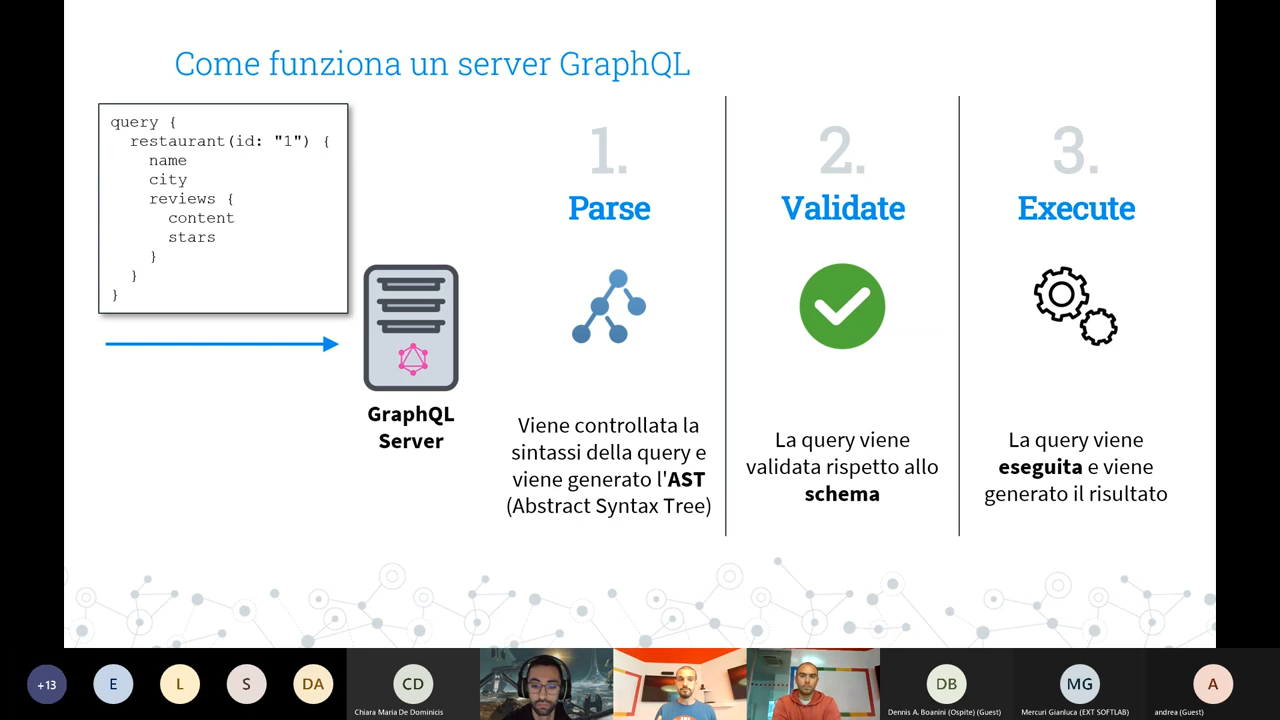 Come funziona un server GraphQL
query {
restaurant(id: "1") {
name
city
reviews {
content
stars
}
}
}
GraphQL
Server
1.
Parse
Viene controllata la
sintassi della query e
viene generato l'AST
(Abstract Syntax Tree)
2.
Validate
La query viene
validata rispetto allo
schema
3.
Execute
La query viene
eseguita e viene
generato il risultato
+13
E
L
S
DA
CD
Chiara Maria De Dominicis
DB
Dennis A. Boanini (Ospite) (Guest)
MG
Mercuri Gianluca (EXT SOFTLAB)
A
andrea (Guest)